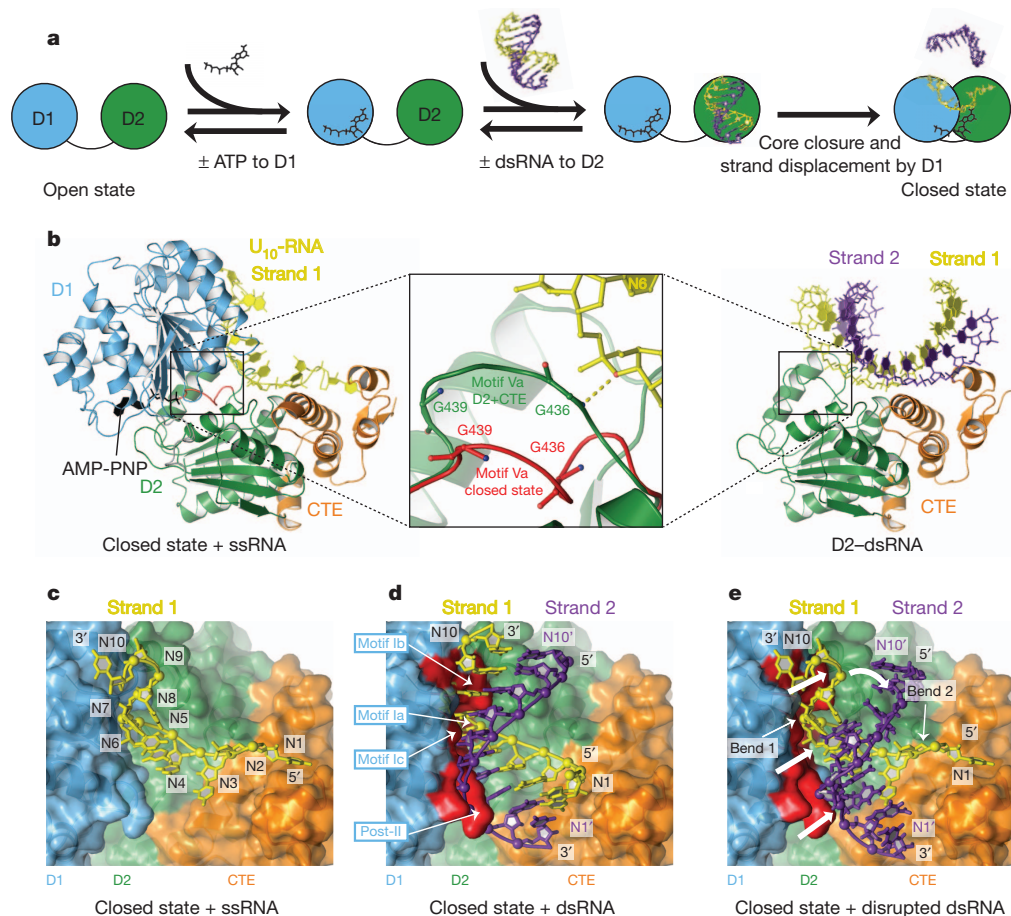 a
D1
D2
Open state
± ATP to D1
D2
± dsRNA to D2
Core closure and
strand displacement by D1
Closed state
b
D1
U10-RNA
Strand 1
AMP-PNP
D2
CTE
Closed state + ssRNA
N6
Motif Va
D2+CTE
G439
G436
G439
G436
Motif Va
closed state
Strand 2
Strand 1
CTE
D2–dsRNA
c
Strand 1
3′
N10
N9
N8
N7
N5
N6
N4
N3
N2
N1
5′
D1
D2
CTE
Closed state + ssRNA
d
Strand 1
Strand 2
N10
3′
N10′
5′
Motif Ib
Motif Ia
Motif Ic
Post-II
5′
N1
N1′
3′
D1
D2
CTE
Closed state + dsRNA
e
Strand 1
Strand 2
3′
N10
N10′
5′
Bend 2
Bend 1
5′
N1
N1′
3′
D1
D2
CTE
Closed state + disrupted dsRNA